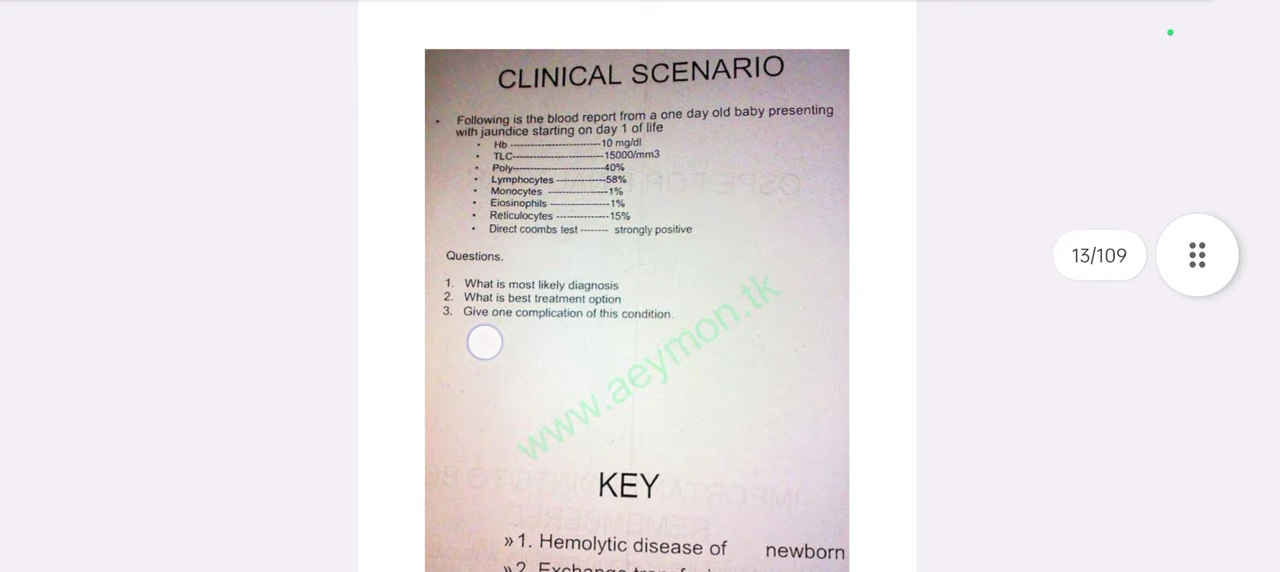 CLINICAL SCENARIO
• Following is the blood report from a one day old baby presenting
with jaundice starting on day 1 of life
• Hb -------------------------10 mg/dl
• TLC-------------------------15000/mm3
• Poly-------------------------40%
• Lymphocytes --------------58%
• Monocytes -----------------1%
• Eiosinophils -----------------1%
• Reticulocytes ---------------15%
• Direct coombs test -------- strongly positive
Questions.
1. What is most likely diagnosis
2. What is best treatment option
3. Give one complication of this condition.
13/109
www.aeymon.tk
KEY
» 1. Hemolytic disease of newborn
» 2. Exchange